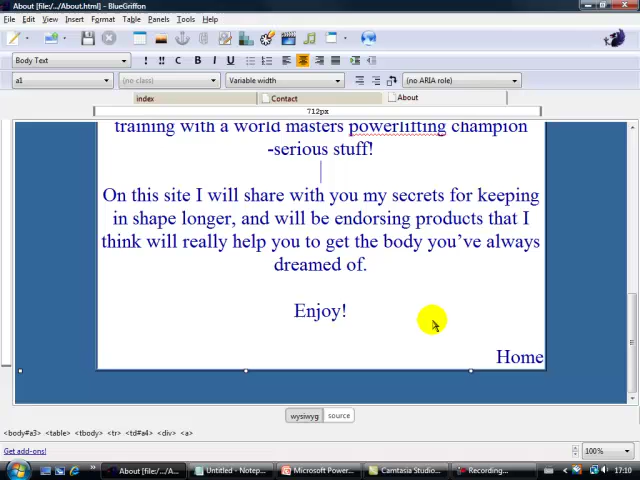 About [file:/.../About.html] - BlueGriffon
File Edit View Insert Format Table Panels Tools Help
Body Text ! !! C B I U
a1 (no class) Variable width (no ARIA role)
index Contact About
712px
training with a world masters powerlifting champion
-serious stuff!
On this site I will share with you my secrets for keeping
in shape longer, and will be endorsing products that I
think will really help you to get the body you've always
dreamed of.
Enjoy!
Home
wysiwyg source
<body#a3> <table> <tbody> <tr> <td#a4> <div> <a>
Get add-ons! 100%
About [file:/.../A... Untitled - Notep... Microsoft Power... Camtasia Studio... Recording... 17:10